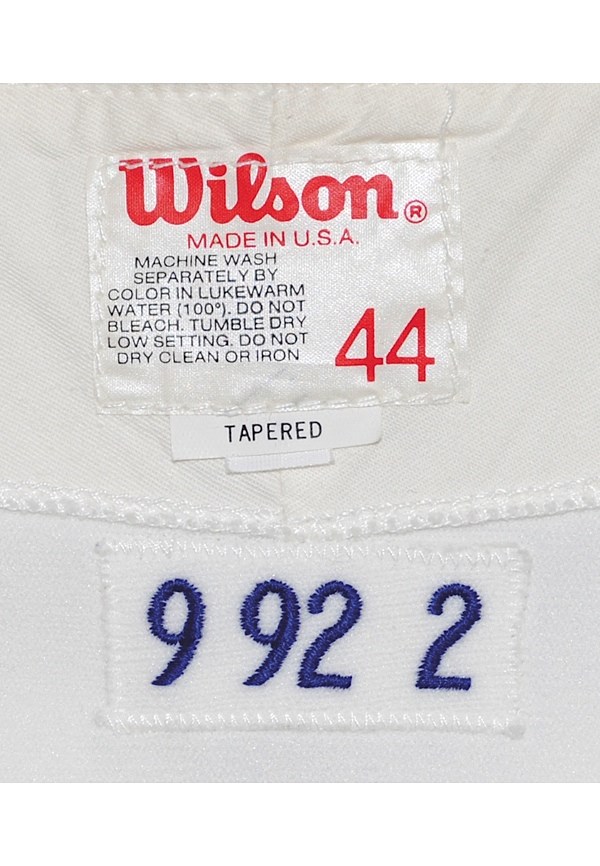 Wilson®
MADE IN U.S.A.
MACHINE WASH
SEPARATELY BY
COLOR IN LUKEWARM
WATER (100°). DO NOT
BLEACH. TUMBLE DRY
LOW SETTING. DO NOT
DRY CLEAN OR IRON
44
TAPERED
9 92 2